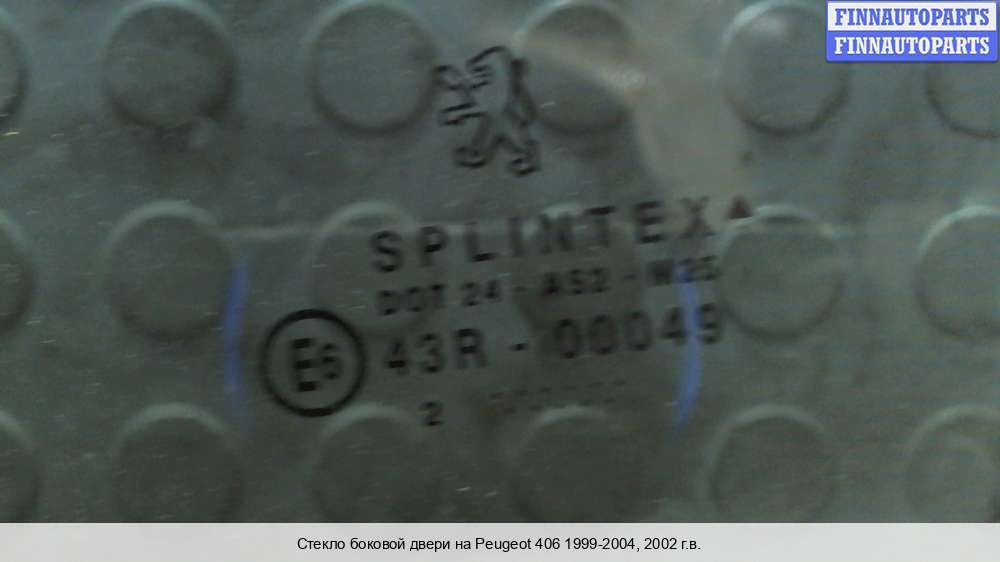 FINNAUTOPARTS
FINNAUTOPARTS
SPLINTEX
DOT 24 - AS2 - M25
E6 43R - 00049
2
Стекло боковой двери на Peugeot 406 1999-2004, 2002 г.в.